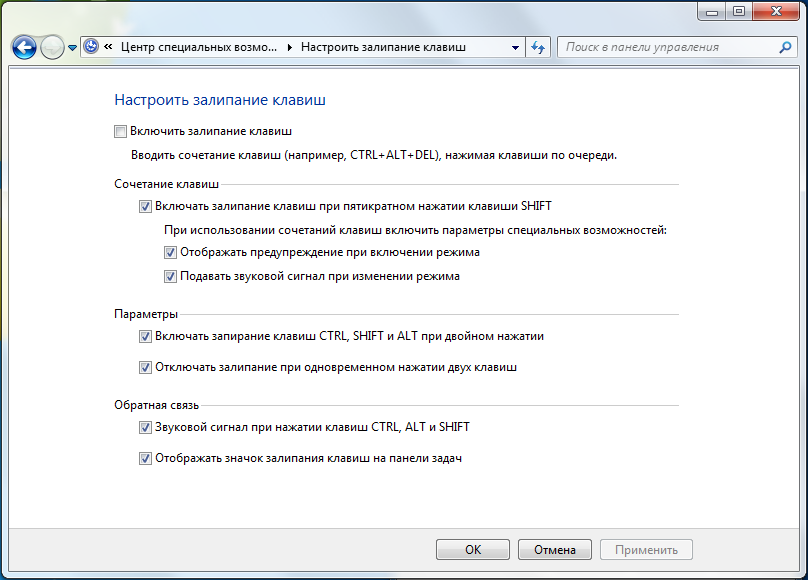 « Центр специальных возмо... Настроить залипание клавиш
Поиск в панели управления
Настроить залипание клавиш
Включить залипание клавиш
Вводить сочетание клавиш (например, CTRL+ALT+DEL), нажимая клавиши по очереди.
Сочетание клавиш
Включать залипание клавиш при пятикратном нажатии клавиши SHIFT
При использовании сочетаний клавиш включить параметры специальных возможностей:
Отображать предупреждение при включении режима
Подавать звуковой сигнал при изменении режима
Параметры
Включать запирание клавиш CTRL, SHIFT и ALT при двойном нажатии
Отключать залипание при одновременном нажатии двух клавиш
Обратная связь
Звуковой сигнал при нажатии клавиш CTRL, ALT и SHIFT
Отображать значок залипания клавиш на панели задач
OK Отмена Применить